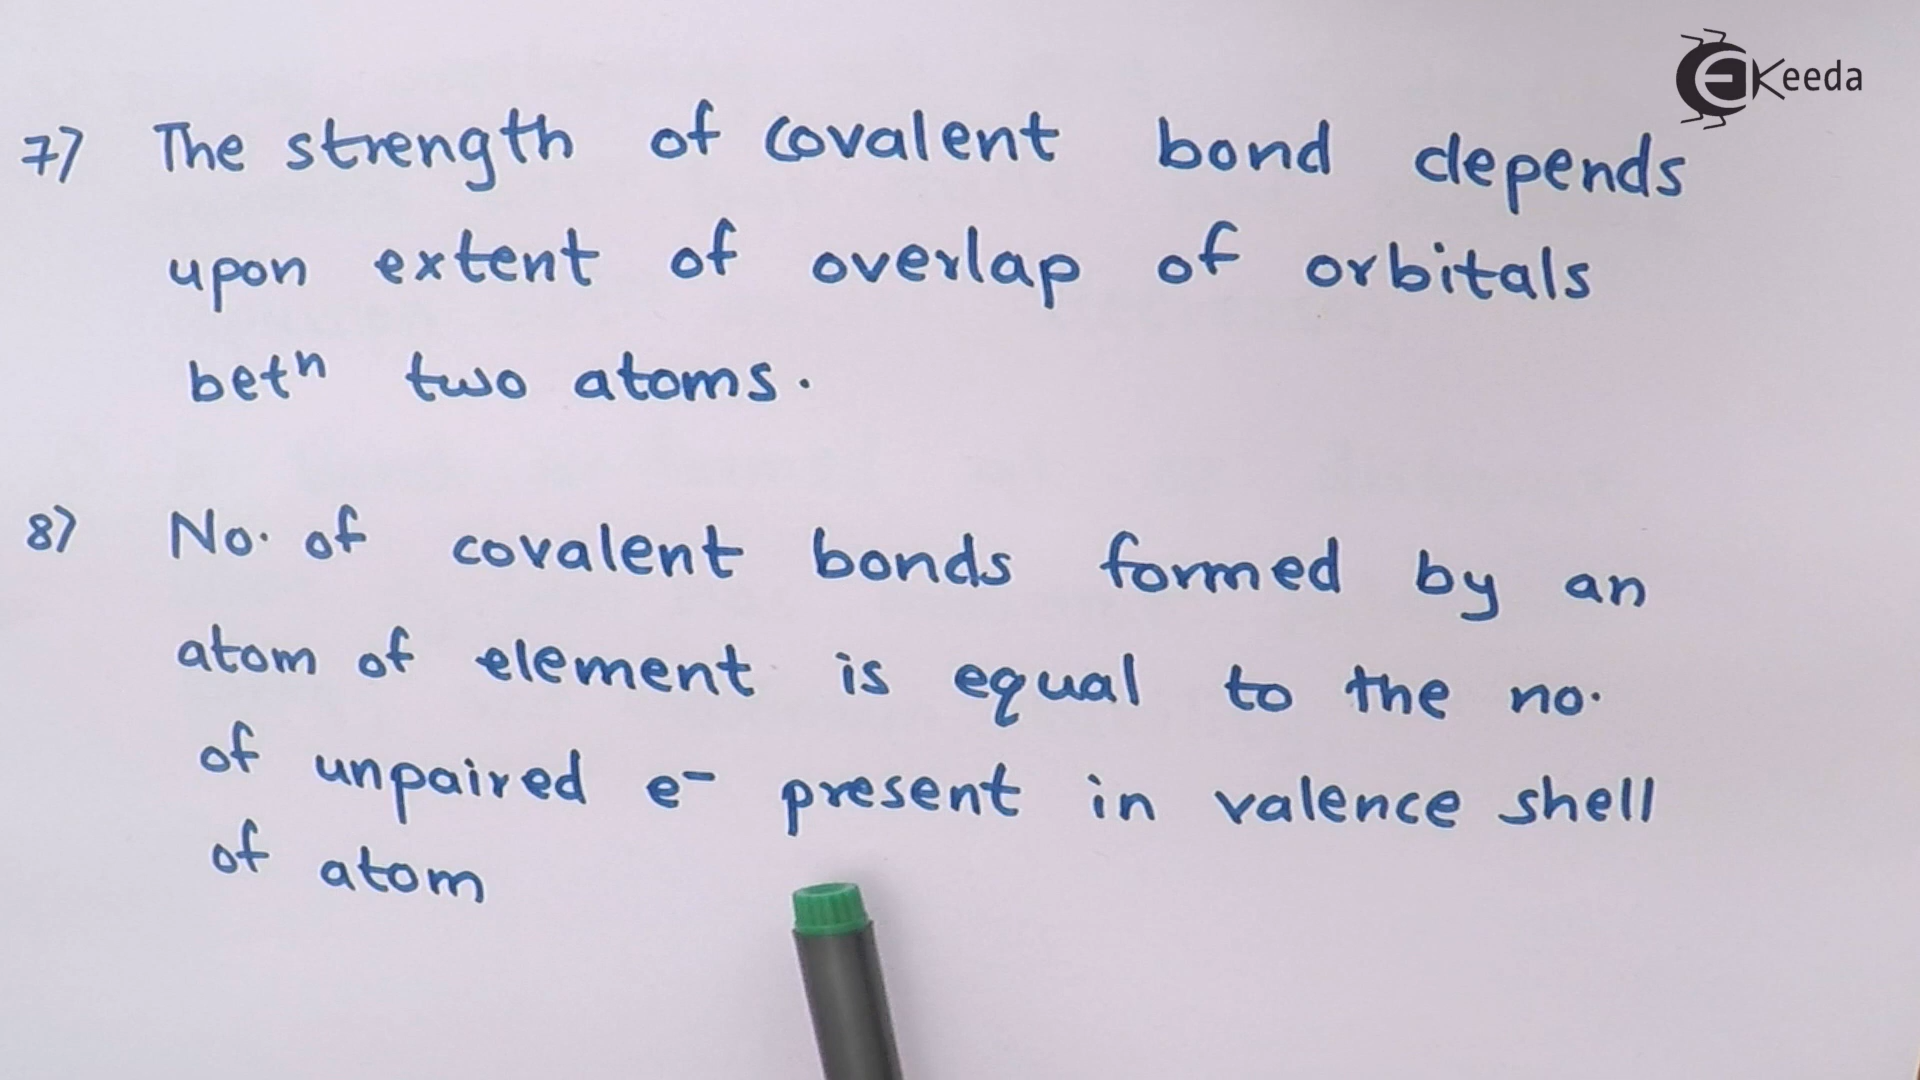 EKeeda
7) The strength of covalent bond depends
upon extent of overlap of orbitals
betⁿ two atoms.
8) No. of covalent bonds formed by an
atom of element is equal to the no.
of unpaired e⁻ present in valence shell
of atom